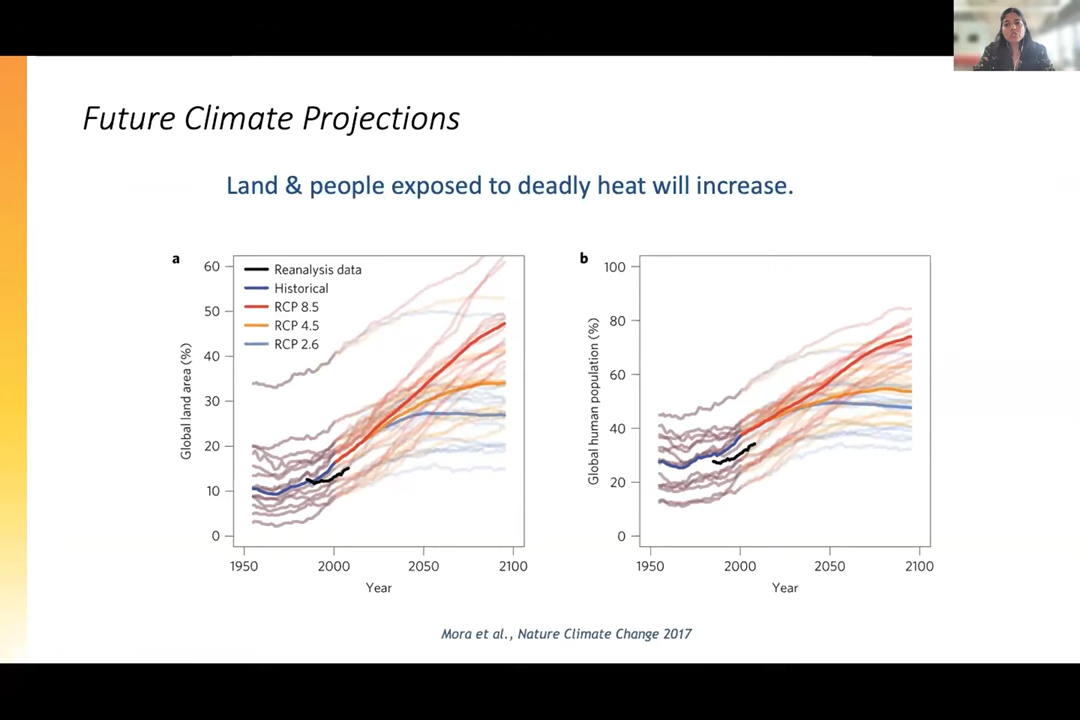 Future Climate Projections
Land & people exposed to deadly heat will increase.
a
Global land area (%)
60
50
40
30
20
10
0
Reanalysis data
Historical
RCP 8.5
RCP 4.5
RCP 2.6
1950 2000 2050 2100
Year
b
Global human population (%)
100
80
60
40
20
0
1950 2000 2050 2100
Year
Mora et al., Nature Climate Change 2017